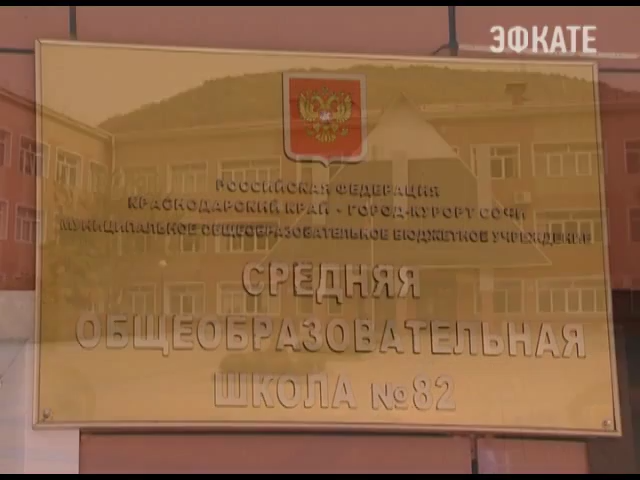 ЭФКАТЕ
РОССИЙСКАЯ ФЕДЕРАЦИЯ
КРАСНОДАРСКИЙ КРАЙ - ГОРОД-КУРОРТ СОЧИ
МУНИЦИПАЛЬНОЕ ОБЩЕОБРАЗОВАТЕЛЬНОЕ БЮДЖЕТНОЕ УЧРЕЖДЕНИЕ
СРЕДНЯЯ
ОБЩЕОБРАЗОВАТЕЛЬНАЯ
ШКОЛА №82